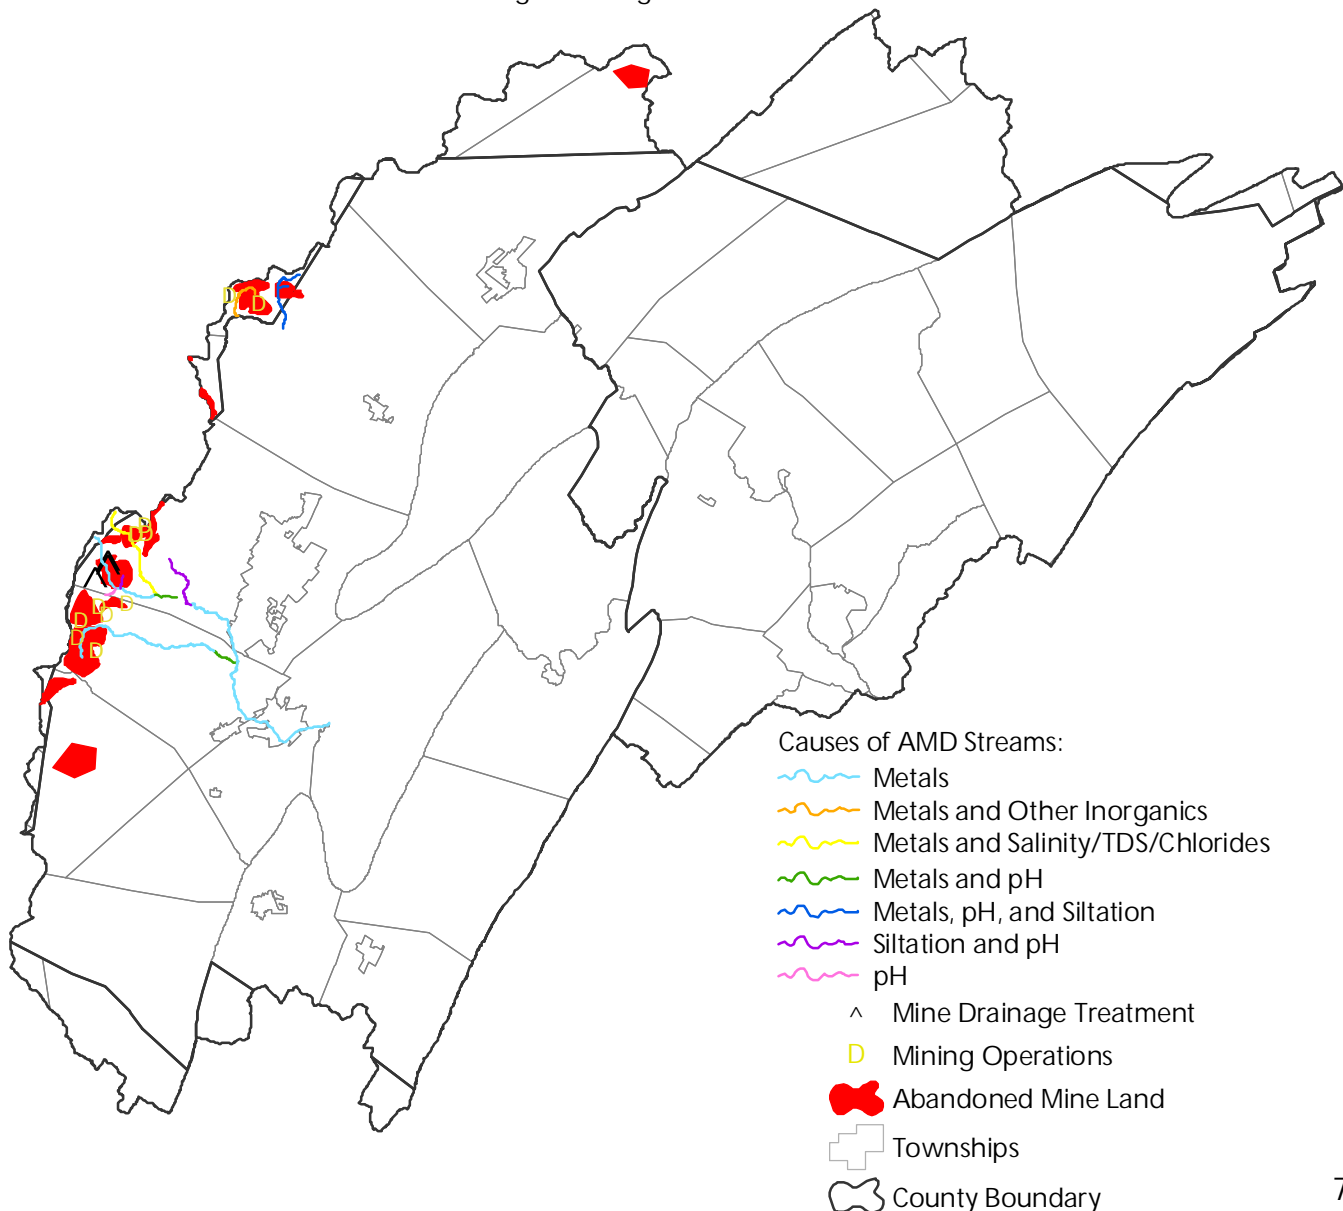 Causes of AMD Streams:
Metals
Metals and Other Inorganics
Metals and Salinity/TDS/Chlorides
Metals and pH
Metals, pH, and Siltation
Siltation and pH
pH
^ Mine Drainage Treatment
D Mining Operations
Abandoned Mine Land
Townships
County Boundary
7